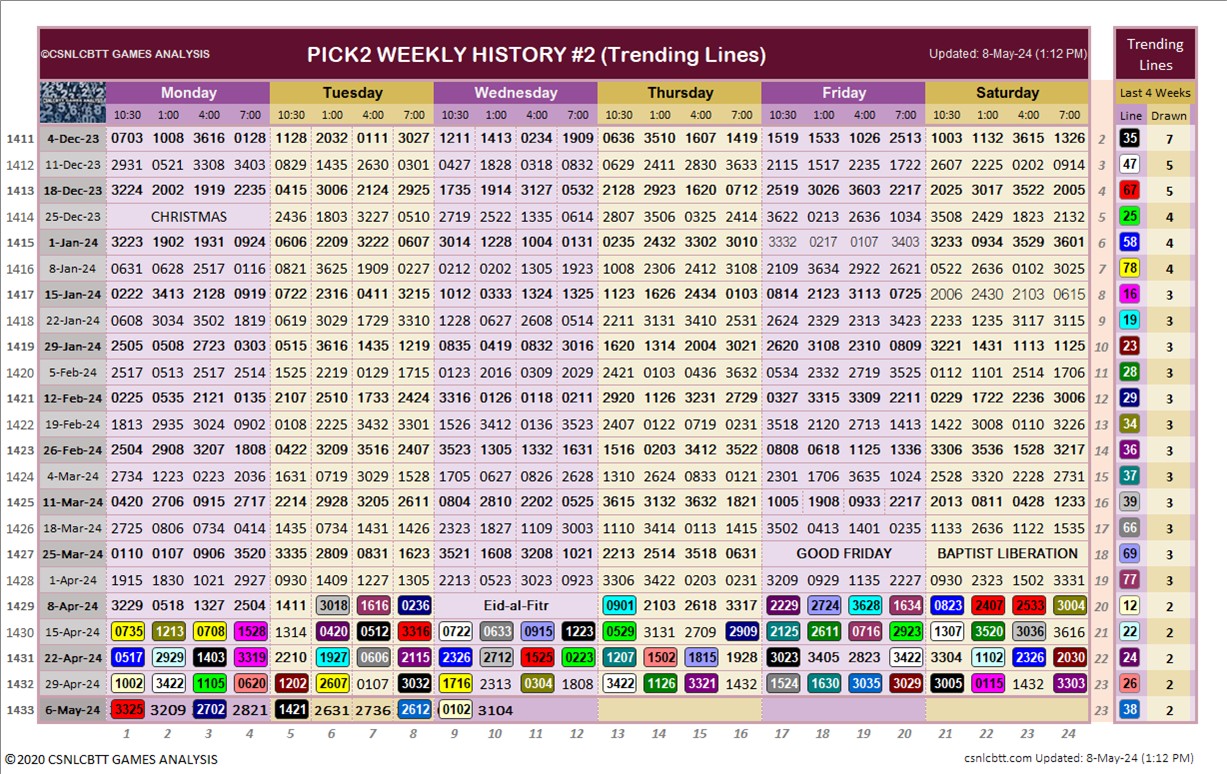 ©CSNLCBTT GAMES ANALYSIS PICK2 WEEKLY HISTORY #2 (Trending Lines) Updated: 8-May-24 (1:12 PM) Trending Lines
Monday Tuesday Wednesday Thursday Friday Saturday Last 4 Weeks
10:30 1:00 4:00 7:00 10:30 1:00 4:00 7:00 10:30 1:00 4:00 7:00 10:30 1:00 4:00 7:00 10:30 1:00 4:00 7:00 10:30 1:00 4:00 7:00 Line Drawn
1411 4-Dec-23 0703 1008 3616 0128 1128 2032 0111 3027 1211 1413 0234 1909 0636 3510 1607 1419 1519 1533 1026 2513 1003 1132 3615 1326 2 35 7
1412 11-Dec-23 2931 0521 3308 3403 0829 1435 2630 0301 0427 1828 0318 0832 0629 2411 2830 3633 2115 1517 2235 1722 2607 2225 0202 0914 3 47 5
1413 18-Dec-23 3224 2002 1919 2235 0415 3006 2124 2923 1735 1914 3127 0532 2128 2923 1620 0712 2519 3026 3603 2217 2025 3017 3522 2005 4 67 5
1414 25-Dec-23 CHRISTMAS 2436 1803 3227 0510 2719 2522 1335 0614 2807 3506 0325 2414 3622 0213 2636 1034 3508 2429 1823 2132 5 25 4
1415 1-Jan-24 3223 1902 1931 0924 0606 2209 3222 0607 3014 1228 1004 0131 0235 2432 3302 3010 3332 0217 0107 3403 3233 0934 3529 3601 6 58 4
1416 8-Jan-24 0631 0628 2517 0116 0821 3625 1909 0227 0212 0202 1305 1923 1008 2306 2412 3108 2109 3634 2922 2621 0522 2636 0102 3025 7 78 4
1417 15-Jan-24 0222 3413 2128 0919 0722 2316 0411 3215 1012 0333 1324 1325 1123 1626 2434 0103 0814 2123 3113 0725 2006 2430 2103 0615 8 16 3
1418 22-Jan-24 0608 3034 3502 1819 0619 3029 1729 3310 1228 0627 2608 0514 2211 3131 3410 2531 2624 2329 2313 3423 2233 1235 3117 3115 9 19 3
1419 29-Jan-24 2505 0508 2723 0303 0515 3616 1435 1219 0835 0419 0832 3016 1620 1314 2004 3021 2620 3108 2310 0809 3221 1431 1113 1125 10 23 3
1420 5-Feb-24 2517 0513 2517 2514 1525 2219 0129 1715 0123 2016 0309 2029 2421 0103 0436 3632 0534 2332 2719 3525 0112 1101 2514 1706 11 28 3
1421 12-Feb-24 0225 0535 2121 0135 2107 2510 1733 2424 3316 0126 0118 0211 2920 1126 3231 2729 0327 3315 3309 2211 0229 1722 2236 3006 12 29 3
1422 19-Feb-24 1813 2935 3024 0902 0108 2225 3432 3301 1526 3412 0136 3523 2407 0122 0719 0231 3518 2120 2713 1413 1422 3008 0110 3226 13 34 3
1423 26-Feb-24 2504 2908 3207 1808 0422 3209 3516 2407 3523 1305 1332 1631 1516 0203 3412 3522 0808 0618 1125 1336 3306 3536 1528 3217 14 36 3
1424 4-Mar-24 2734 1223 0223 2036 1631 0719 3029 1523 1705 0627 0826 2628 1310 2624 0813 0331 2301 1706 3635 1024 2528 3320 2228 2731 15 37 3
1425 11-Mar-24 0420 2706 0915 2717 2214 2928 3205 2611 0804 2810 2202 0525 3615 3132 3632 1821 1005 1908 0933 2217 2013 0811 0428 1233 16 39 3
1426 18-Mar-24 2725 0806 0734 0414 1435 0734 1431 1426 2323 1827 1109 3003 1110 3414 0113 1415 3502 0413 1401 0235 1133 2636 1122 1535 17 66 3
1427 25-Mar-24 0110 0107 0906 3520 3335 2809 0831 1623 3521 1608 3208 1021 2213 2514 3518 0631 GOOD FRIDAY BAPTIST LIBERATION 18 69 3
1428 1-Apr-24 1915 1830 1021 2927 0930 1409 1227 1305 2213 0523 3023 0923 3306 3422 0203 0231 3209 0929 1135 2227 0930 2323 1502 3331 19 77 3
1429 8-Apr-24 3229 0518 1327 2504 1411 3018 1616 0236 Eid-al-Fitr 0901 2103 2618 3317 2229 2724 3628 1634 0823 2407 2533 3004 20 12 2
1430 15-Apr-24 0735 1213 0708 1528 1314 0420 0512 3316 0722 0633 0915 1223 0529 3131 2709 2909 2125 2611 0716 2923 1307 3520 3036 3616 21 22 2
1431 22-Apr-24 0517 2929 1403 3319 2210 1927 0606 2115 2326 2712 1525 0223 1207 1502 1815 1928 3023 3405 2823 3422 3304 1102 2326 2030 22 24 2
1432 29-Apr-24 1002 3422 1105 0620 1202 2607 0107 3032 1716 2313 0304 1808 3422 1126 3321 1432 1524 1630 3035 3029 3005 0115 1432 3303 23 26 2
1433 6-May-24 3325 3209 2702 2821 1421 2631 2736 2612 0102 3104 23 38 2
1 2 3 4 5 6 7 8 9 10 11 12 13 14 15 16 17 18 19 20 21 22 23 24
©2020 CSNLCBTT GAMES ANALYSIS csnlcbtt.com Updated: 8-May-24 (1:12 PM)